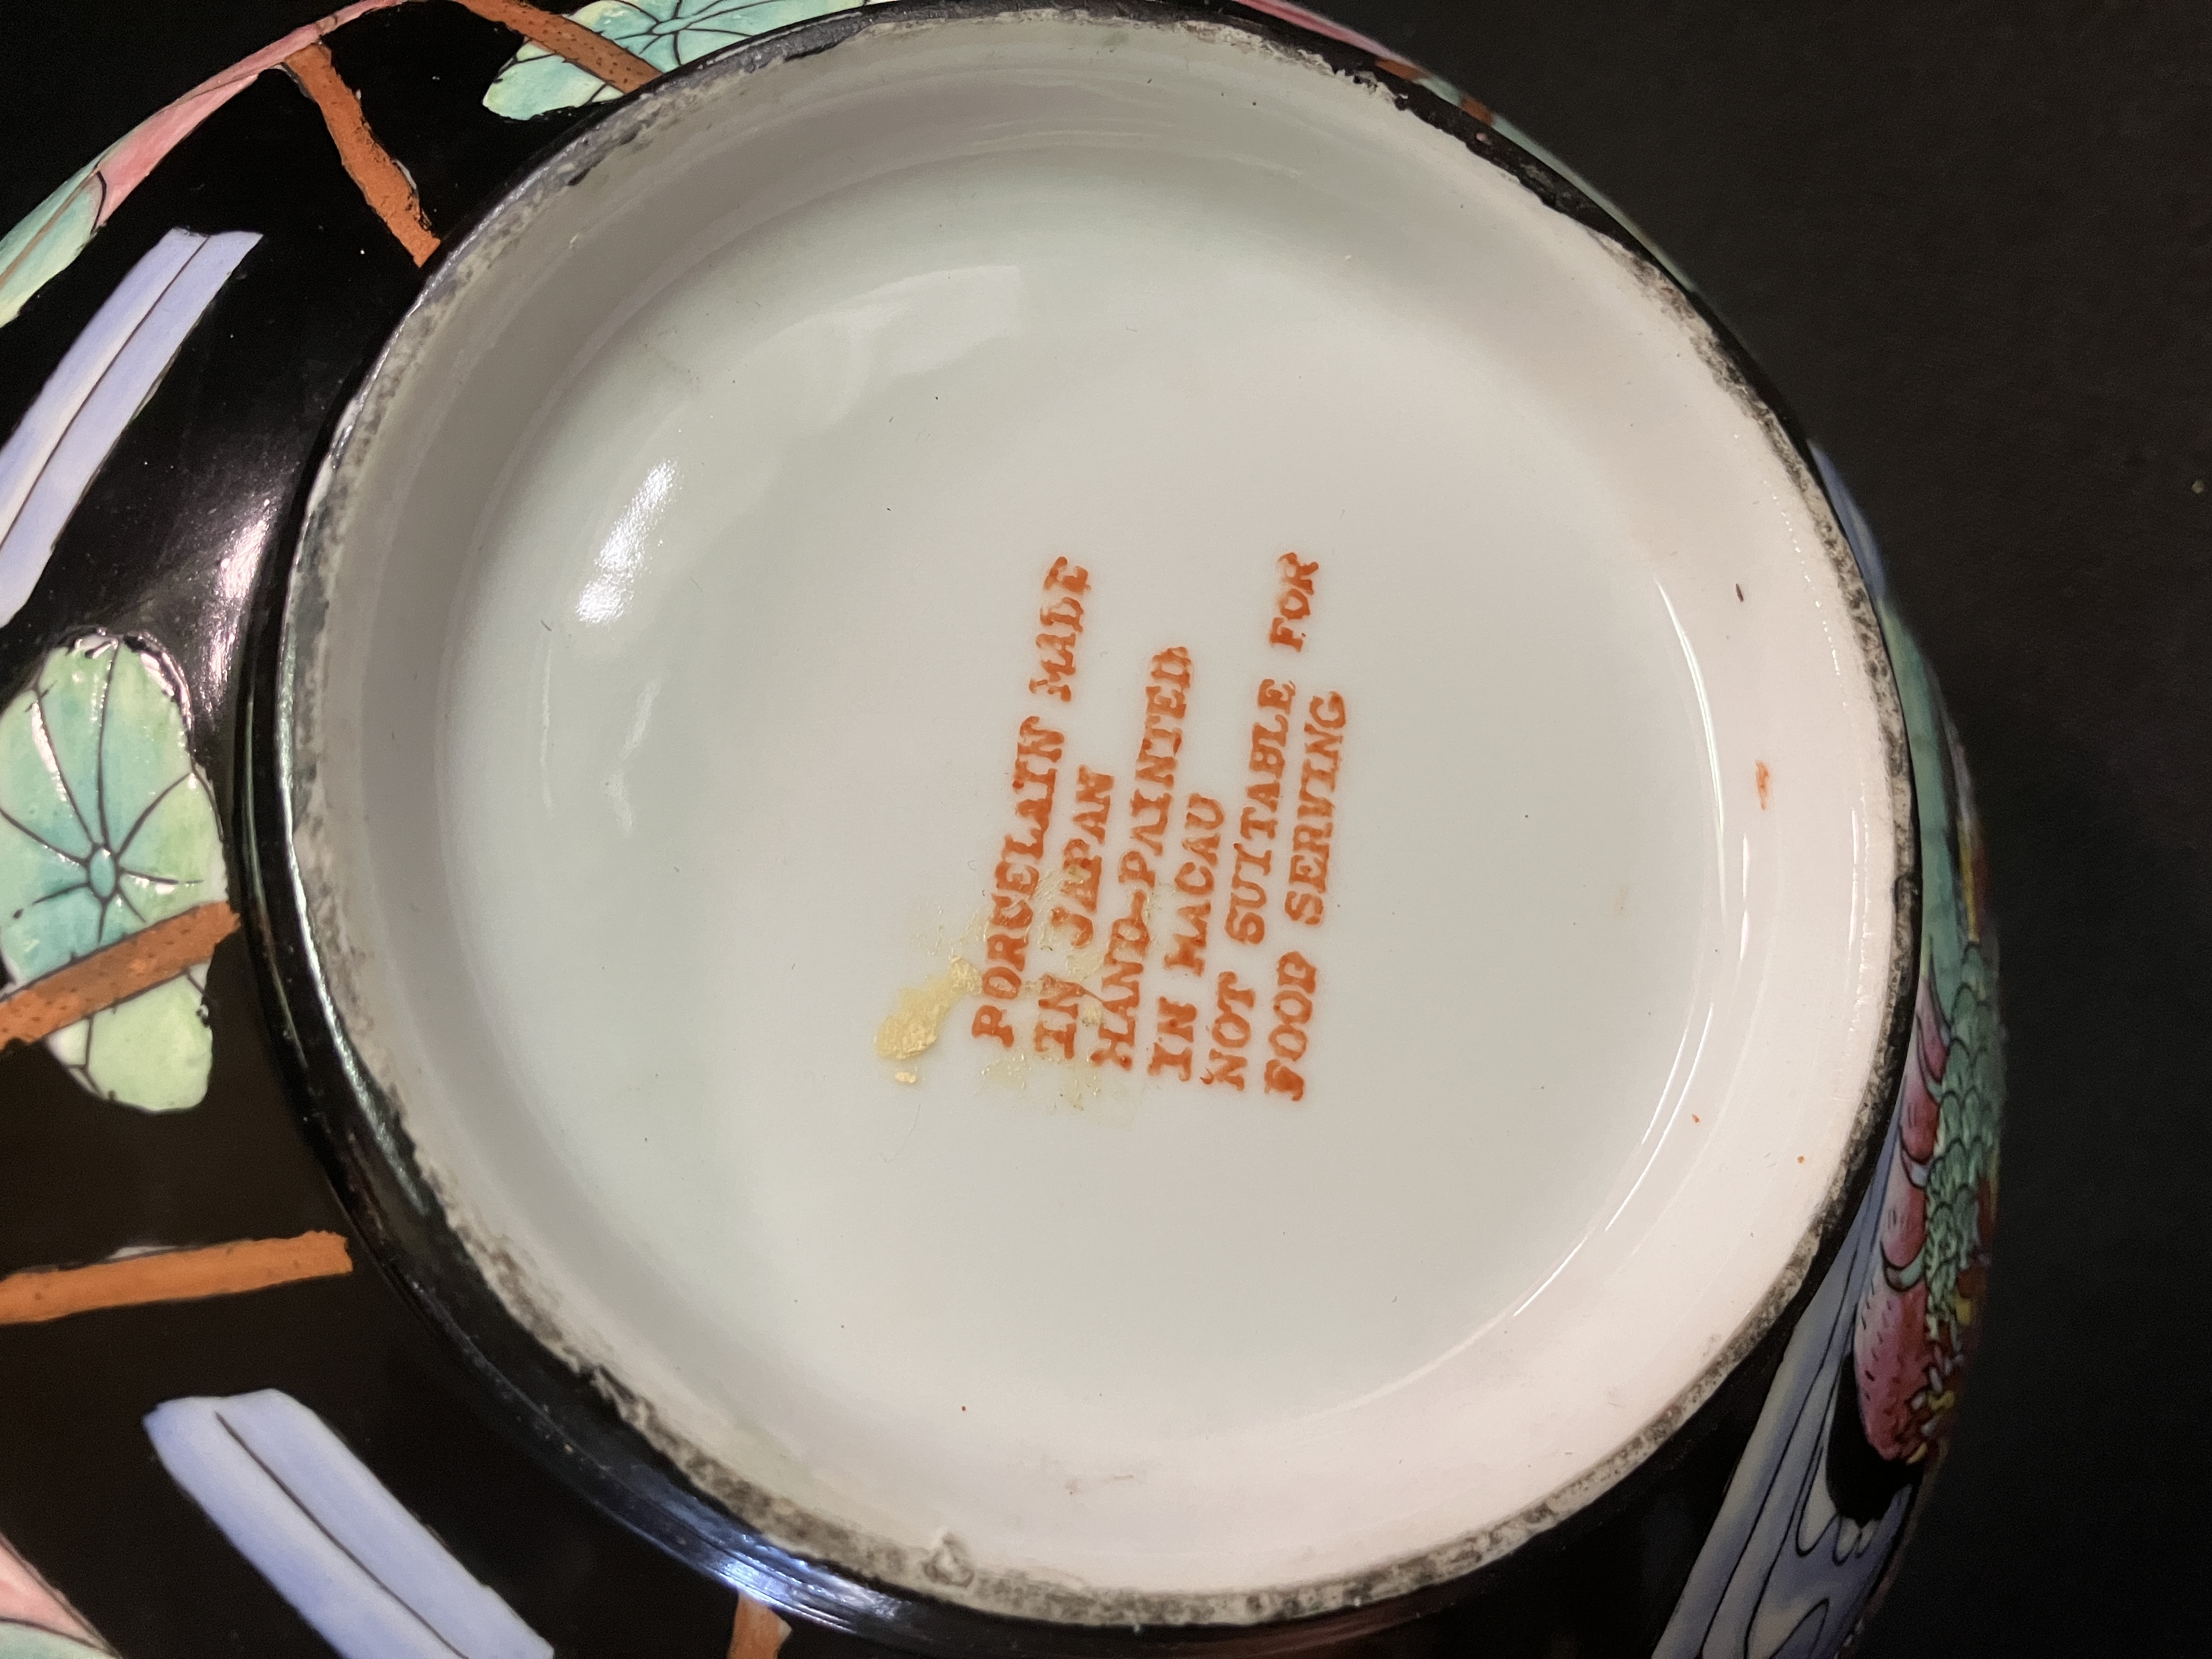 PORCELAIN MADE
IN JAPAN
HAND-PAINTED
IN MACAU
NOT SUITABLE FOR
FOOD SERVING